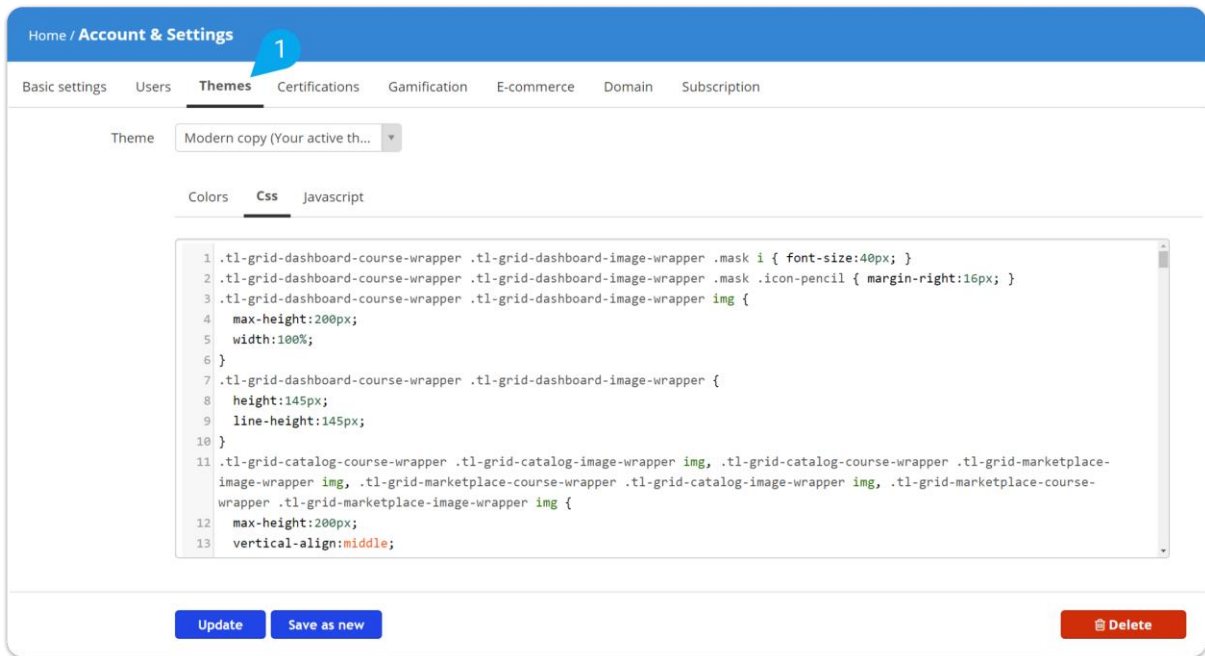 Home / Account & Settings
1
Basic settings Users Themes Certifications Gamification E-commerce Domain Subscription
Theme Modern copy (Your active th...
Colors Css Javascript
1 .tl-grid-dashboard-course-wrapper .tl-grid-dashboard-image-wrapper .mask i { font-size:40px; }
2 .tl-grid-dashboard-course-wrapper .tl-grid-dashboard-image-wrapper .mask .icon-pencil { margin-right:16px; }
3 .tl-grid-dashboard-course-wrapper .tl-grid-dashboard-image-wrapper img {
4 max-height:200px;
5 width:100%;
6 }
7 .tl-grid-dashboard-course-wrapper .tl-grid-dashboard-image-wrapper {
8 height:145px;
9 line-height:145px;
10 }
11 .tl-grid-catalog-course-wrapper .tl-grid-catalog-image-wrapper img, .tl-grid-catalog-course-wrapper .tl-grid-marketplace-
image-wrapper img, .tl-grid-marketplace-course-wrapper .tl-grid-catalog-image-wrapper img, .tl-grid-marketplace-course-
wrapper .tl-grid-marketplace-image-wrapper img {
12 max-height:200px;
13 vertical-align:middle;
Update Save as new Delete